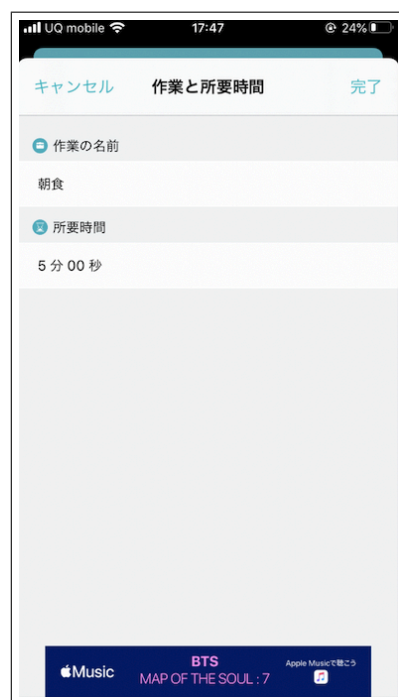 UQ mobile 17:47 24%
キャンセル 作業と所要時間 完了
作業の名前
朝食
所要時間
5 分 00 秒
Music BTS Apple Musicで聴こう
MAP OF THE SOUL : 7